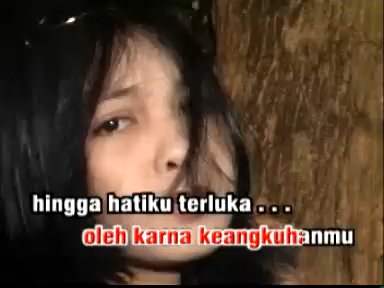 hingga hatiku terluka . . .
oleh karna keangkuhanmu